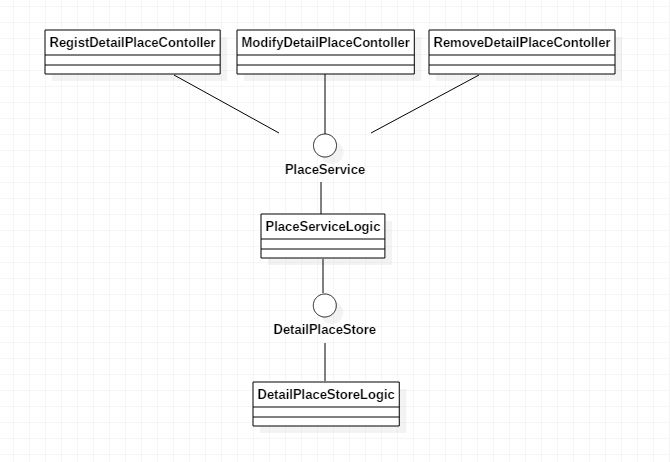 RegistDetailPlaceContoller
ModifyDetailPlaceContoller
RemoveDetailPlaceContoller
PlaceService
PlaceServiceLogic
DetailPlaceStore
DetailPlaceStoreLogic